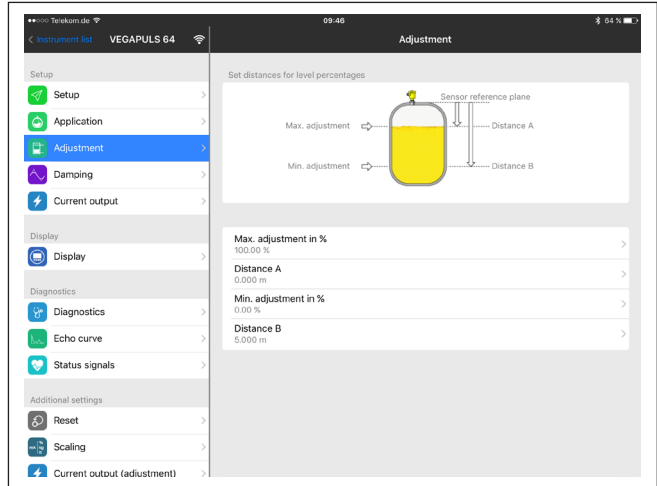 ●●○○○ Telekom.de 09:46 64 %
< Instrument list VEGAPULS 64 Adjustment
Setup
Setup
Application
Adjustment
Damping
Current output
Display
Display
Diagnostics
Diagnostics
Echo curve
Status signals
Additional settings
Reset
Scaling
Current output (adjustment)
Set distances for level percentages
Sensor reference plane
Max. adjustment
Distance A
Min. adjustment
Distance B
Max. adjustment in %
100.00 %
Distance A
0.000 m
Min. adjustment in %
0.00 %
Distance B
5.000 m